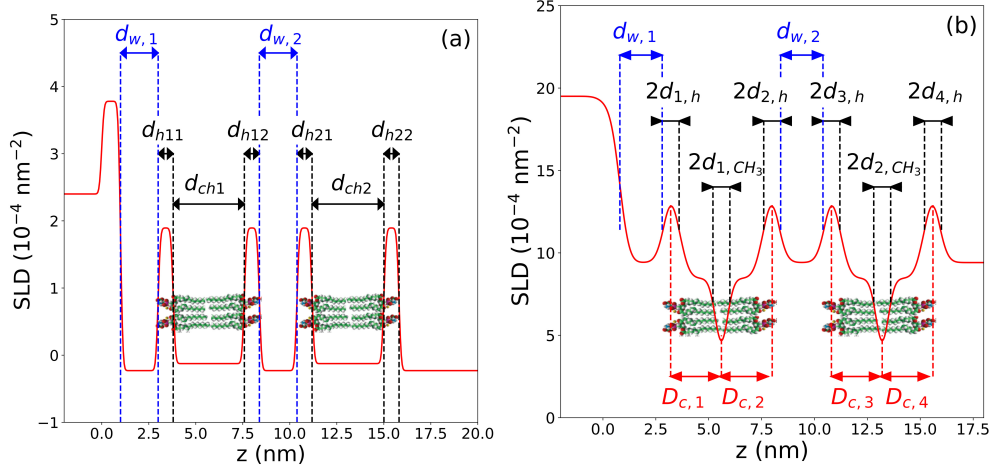 (a)
d_{w,1}
d_{w,2}
d_{h11}
d_{h12}
d_{h21}
d_{h22}
d_{ch1}
d_{ch2}
5
4
3
2
1
0
−1
SLD (10^{-4} nm^{-2})
0.0 2.5 5.0 7.5 10.0 12.5 15.0 17.5 20.0
z (nm)
(b)
d_{w,1}
d_{w,2}
2d_{1,h}
2d_{2,h}
2d_{3,h}
2d_{4,h}
2d_{1,CH_3}
2d_{2,CH_3}
D_{c,1}
D_{c,2}
D_{c,3}
D_{c,4}
25
20
15
10
5
0
SLD (10^{-4} nm^{-2})
0.0 2.5 5.0 7.5 10.0 12.5 15.0
z (nm)